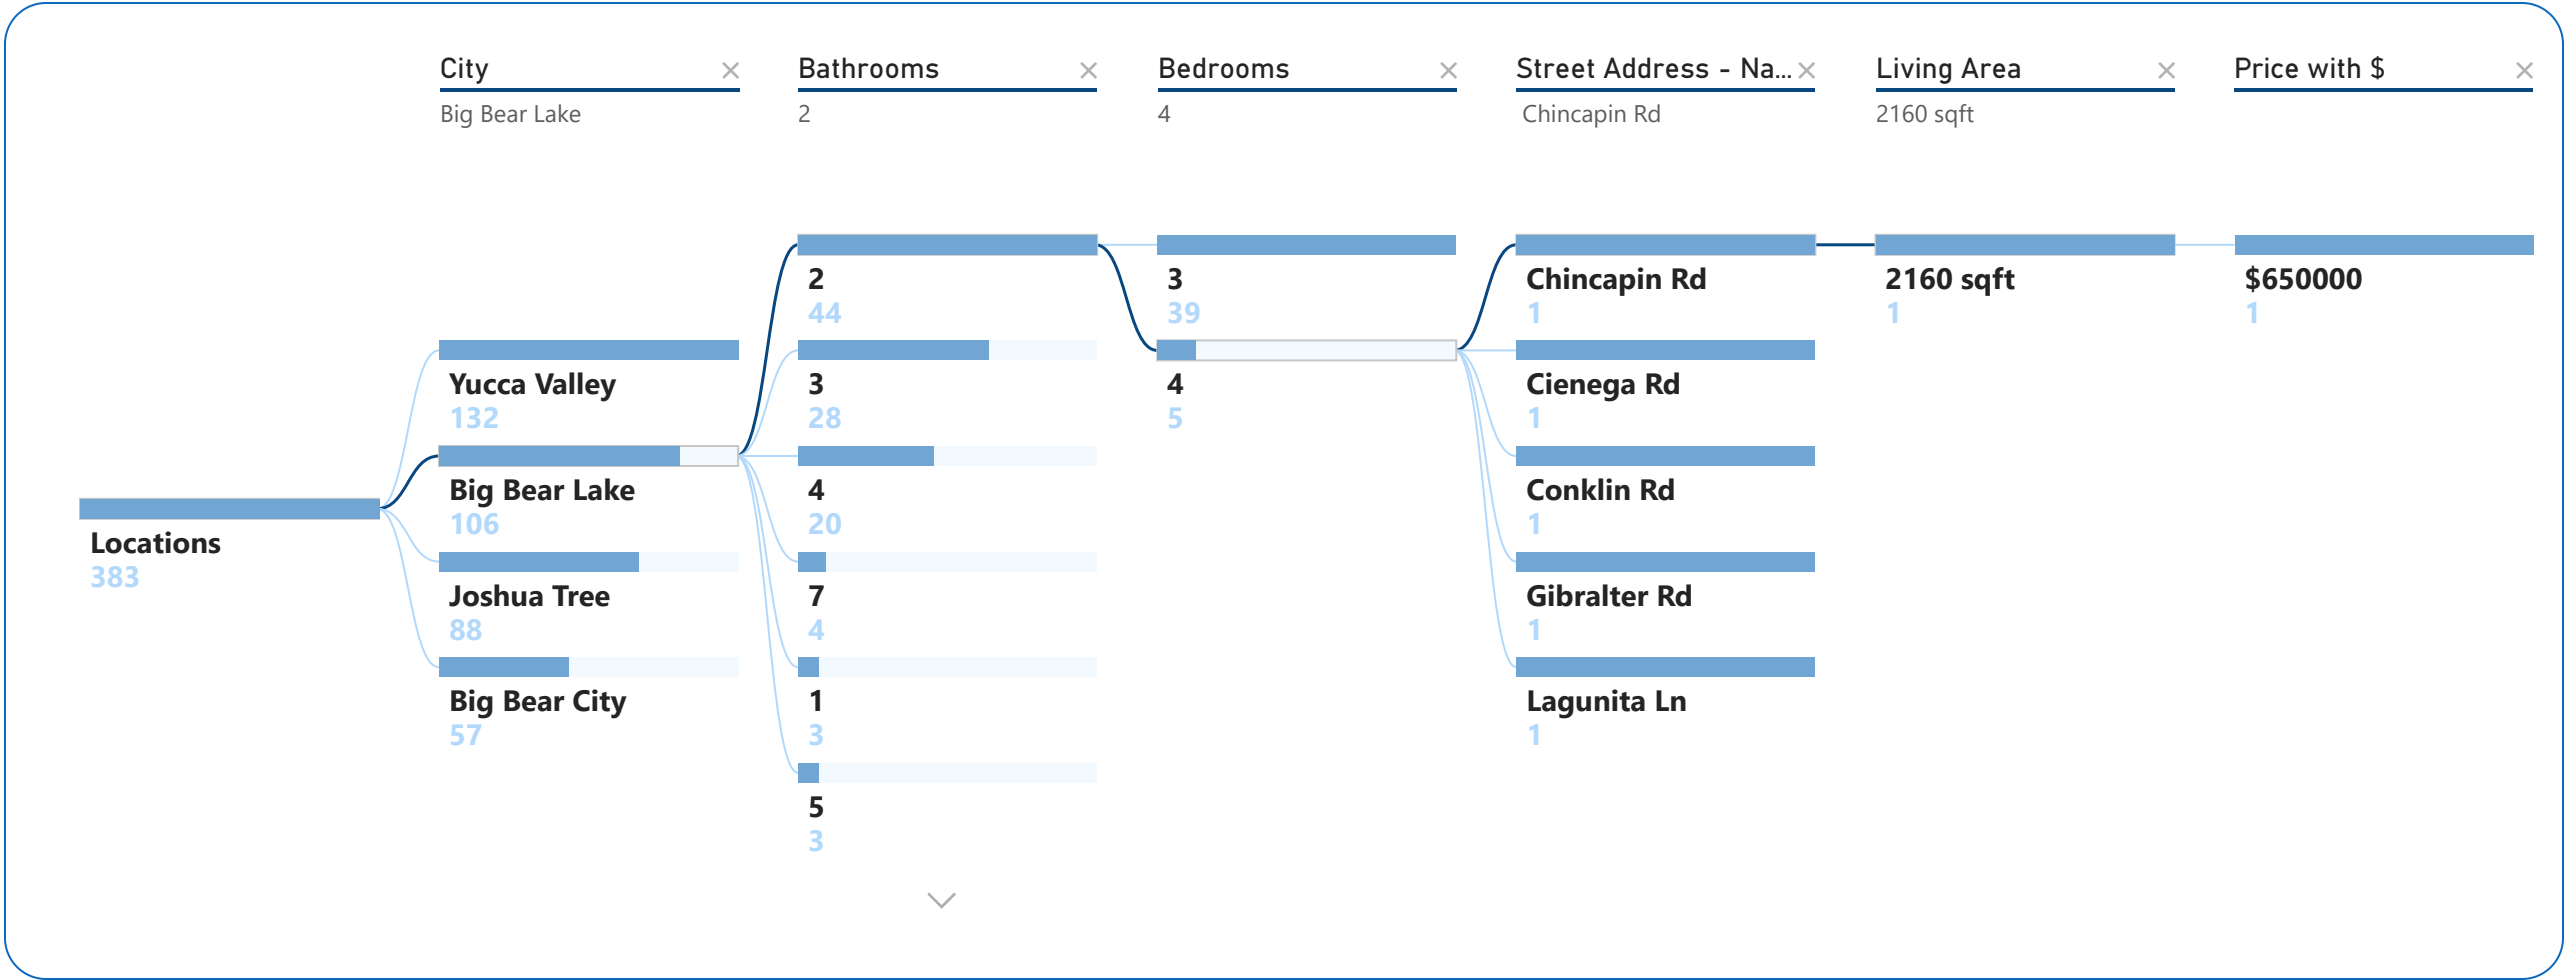 City
Bathrooms
Bedrooms
Street Address - Na...
Living Area
Price with $
Big Bear Lake
2
4
Chincapin Rd
2160 sqft
Locations
383
Yucca Valley
132
Big Bear Lake
106
Joshua Tree
88
Big Bear City
57
2
44
3
28
4
20
7
4
1
3
5
3
3
39
4
5
Chincapin Rd
1
Cienega Rd
1
Conklin Rd
1
Gibralter Rd
1
Lagunita Ln
1
2160 sqft
1
$650000
1